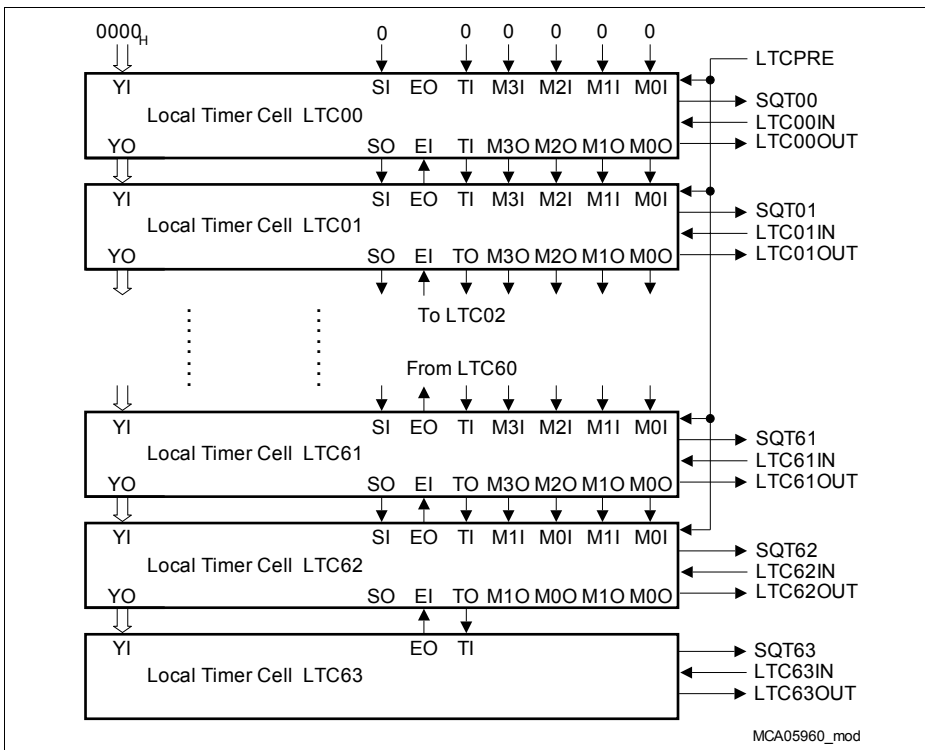 0000H 0 0 0 0 0 0
LTCPRE
YI SI EO TI M3I M2I M1I M0I
SQT00
Local Timer Cell LTC00
LTC00IN
YO SO EI TI M3O M2O M1O M0O
LTC00OUT
YI SI EO TI M3I M2I M1I M0I
SQT01
Local Timer Cell LTC01
LTC01IN
YO SO EI TO M3O M2O M1O M0O
LTC01OUT
To LTC02
From LTC60
YI SI EO TI M3I M2I M1I M0I
SQT61
Local Timer Cell LTC61
LTC61IN
YO SO EI TO M3O M2O M1O M0O
LTC61OUT
YI SI EO TI M1I M0I M1I M0I
SQT62
Local Timer Cell LTC62
LTC62IN
YO SO EI TO M1O M0O M1O M0O
LTC62OUT
YI EO TI
SQT63
Local Timer Cell LTC63
LTC63IN
LTC63OUT
MCA05960_mod